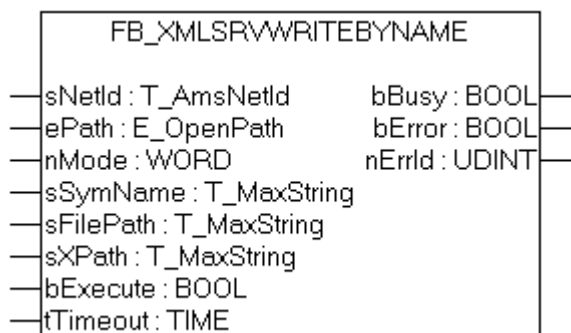 FB_XMLSRVWRITEBYNAME
sNetId : T_AmsNetId bBusy : BOOL
ePath : E_OpenPath bError : BOOL
nMode : WORD nErrId : UDINT
sSymName : T_MaxString
sFilePath : T_MaxString
sXPath : T_MaxString
bExecute : BOOL
tTimeout : TIME